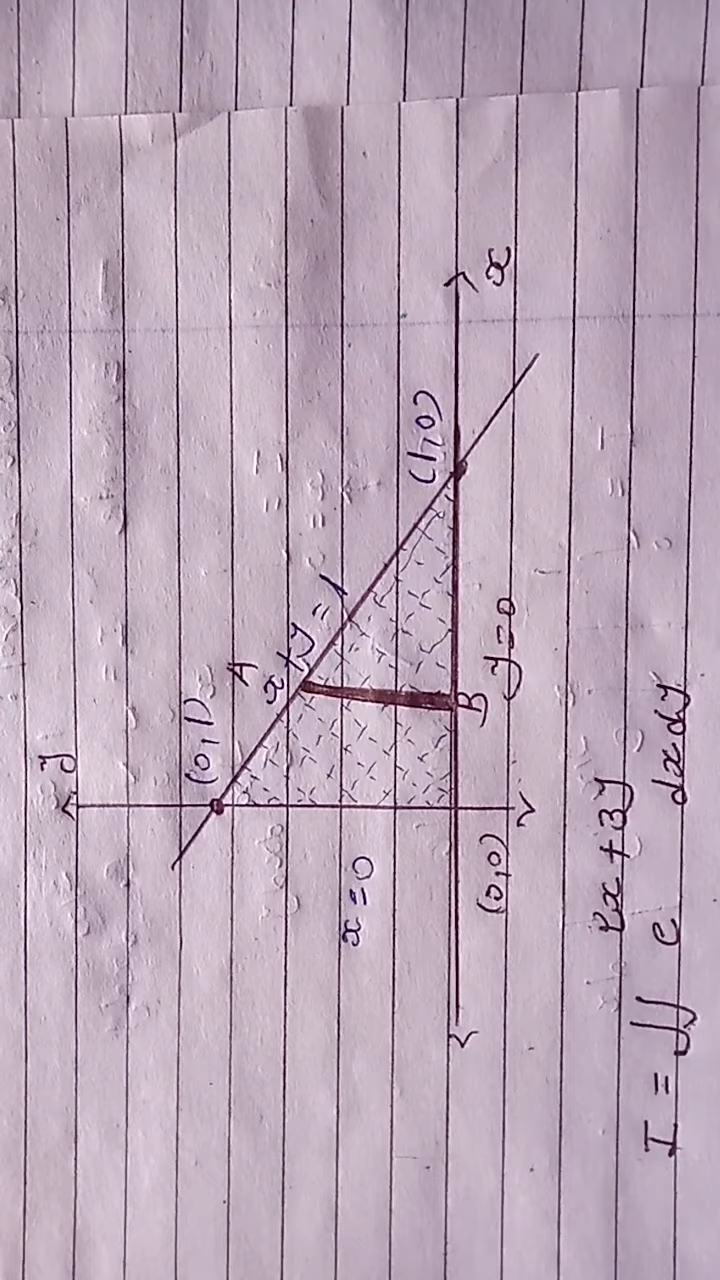 y
(0,1)
A
x+y=1
x=0
(1,0)
x
(0,0)
B
y=0
I = ∬ e^{2x+3y} dxdy